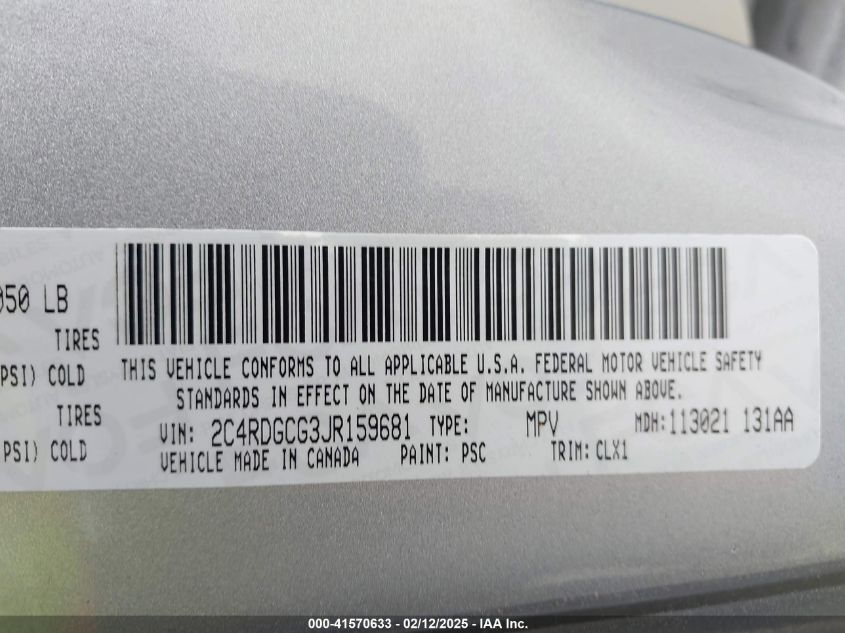 050 LB
TIRES
PSI) COLD
TIRES
PSI) COLD
THIS VEHICLE CONFORMS TO ALL APPLICABLE U.S.A. FEDERAL MOTOR VEHICLE SAFETY
STANDARDS IN EFFECT ON THE DATE OF MANUFACTURE SHOWN ABOVE.
VIN: 2C4RDGCG3JR159681 TYPE: MPV MDH:113021 131AA
VEHICLE MADE IN CANADA PAINT: PSC TRIM: CLX1
000-41570633 - 02/12/2025 - IAA Inc.